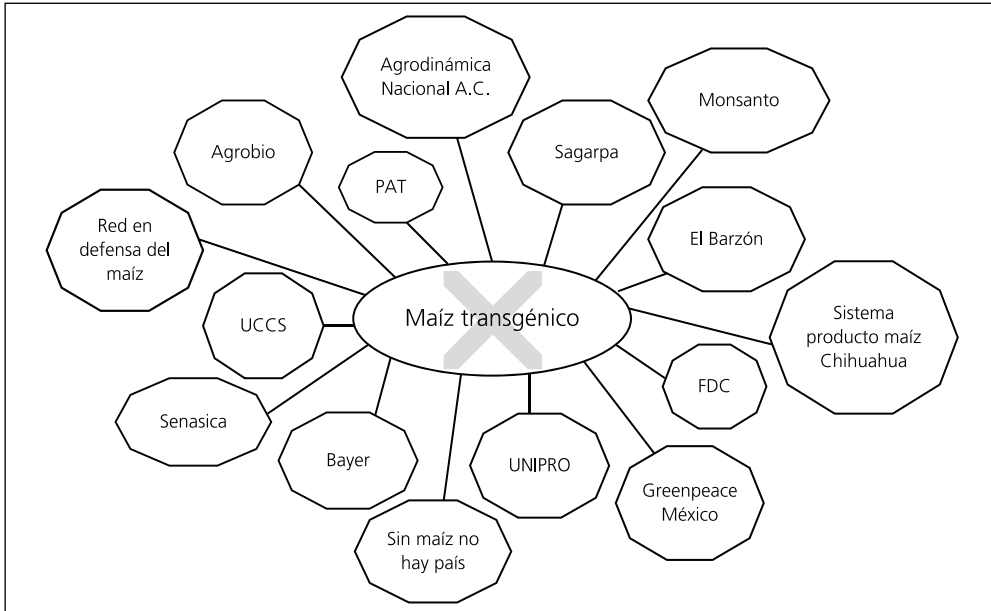 Agrodinámica
Nacional A.C.
Monsanto
Sagarpa
Agrobio
PAT
Red en
defensa del
maíz
El Barzón
Maíz transgénico
UCCS
Sistema
producto maíz
Chihuahua
FDC
Senasica
Bayer
UNIPRO
Greenpeace
México
Sin maíz no
hay país